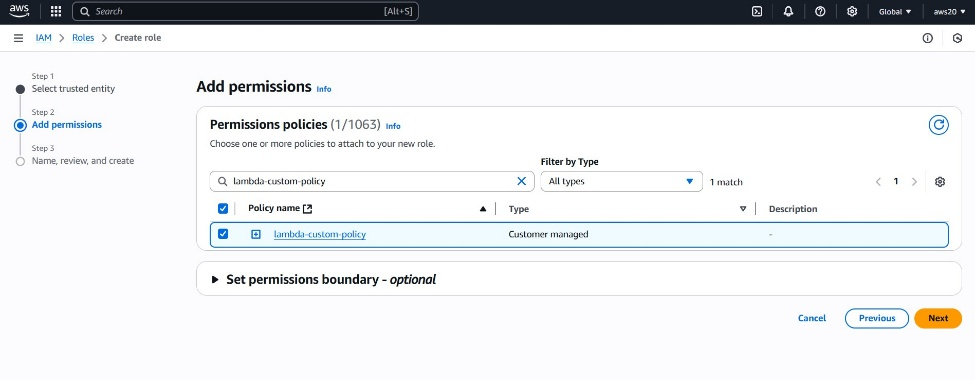 aws Search [Alt+S] Global aws20
IAM > Roles > Create role
Step 1
Select trusted entity
Step 2
Add permissions
Step 3
Name, review, and create
Add permissions Info
Permissions policies (1/1063) Info
Choose one or more policies to attach to your new role.
Filter by Type
lambda-custom-policy All types 1 match 1
Policy name Type Description
lambda-custom-policy Customer managed -
Set permissions boundary - optional
Cancel Previous Next